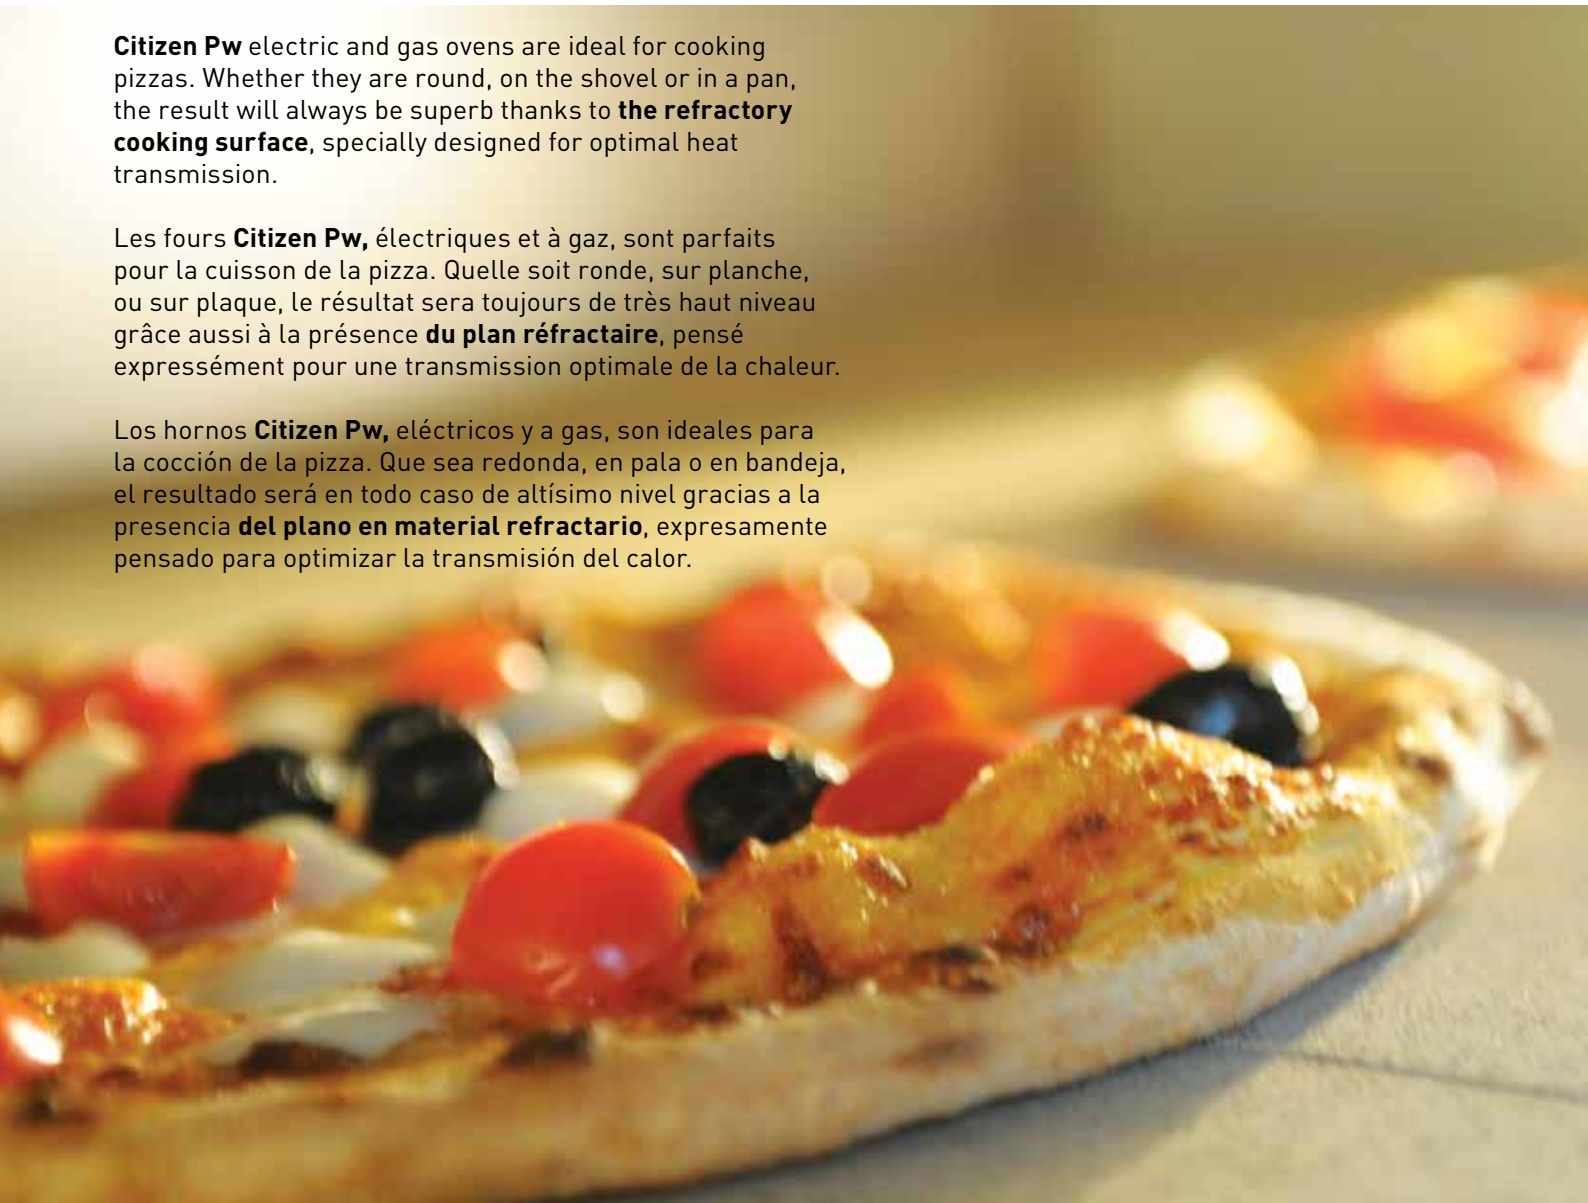 Citizen Pw electric and gas ovens are ideal for cooking
pizzas. Whether they are round, on the shovel or in a pan,
the result will always be superb thanks to the refractory
cooking surface, specially designed for optimal heat
transmission.
Les fours Citizen Pw, électriques et à gaz, sont parfaits
pour la cuisson de la pizza. Quelle soit ronde, sur planche,
ou sur plaque, le résultat sera toujours de très haut niveau
grâce aussi à la présence du plan réfractaire, pensé
expressément pour une transmission optimale de la chaleur.
Los hornos Citizen Pw, eléctricos y a gas, son ideales para
la cocción de la pizza. Que sea redonda, en pala o en bandeja,
el resultado será en todo caso de altísimo nivel gracias a la
presencia del plano en material refractario, expresamente
pensado para optimizar la transmisión del calor.